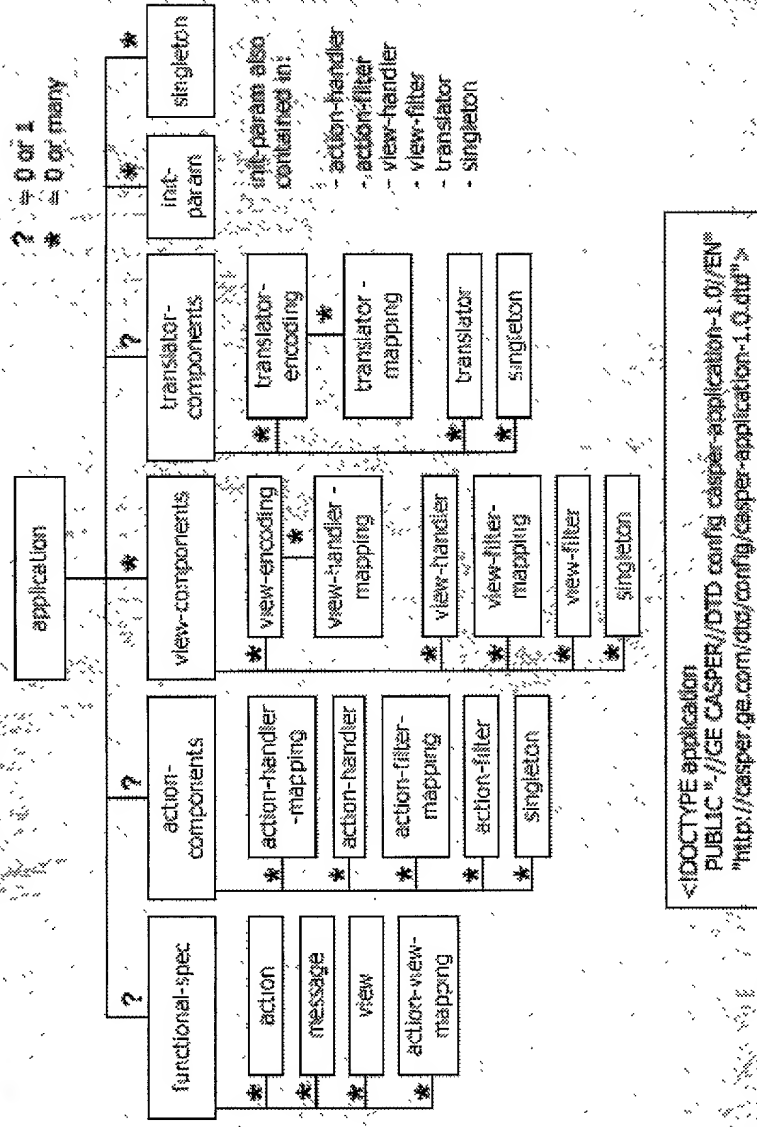 ? = 0 or 1
* = 0 or many
application
?
?
*
?
*
*
functional-spec
action-
components
view-components
translator-
components
init-
param
singleton
*
action
*
message
*
view
*
action-view-
mapping
*
action-handler
-mapping
*
action-handler
*
action-filter-
mapping
*
action-filter
*
singleton
*
view-encoding
*
view-handler -
mapping
*
view-handler
*
view-filter-
mapping
*
view-filter
*
singleton
*
translator-
encoding
*
translator -
mapping
*
translator
*
singleton
init-param also
contained in:
- action-handler
- action-filter
- view-handler
- view-filter
- translator
- singleton
<!DOCTYPE application
PUBLIC "-//GE CASPER//DTD config casper-application-1.0//EN"
"http://casper.ge.com/dtd/config/casper-application-1.0.dtd">